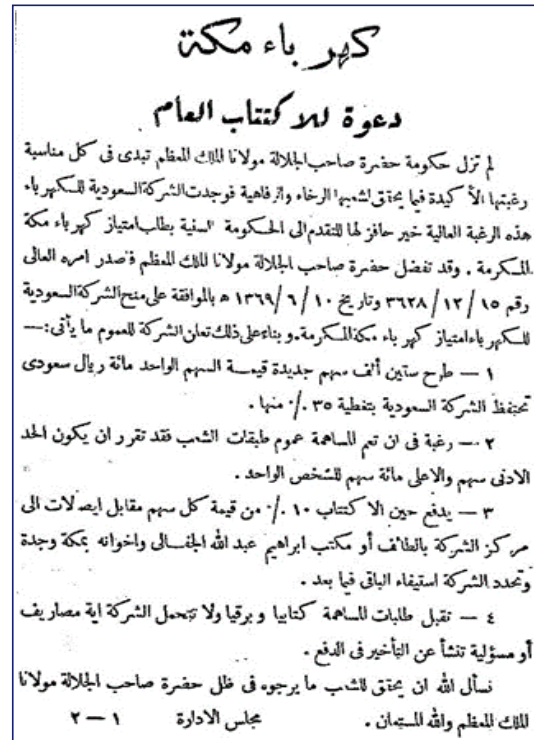 كهرباء مكة
دعوة للاكتتاب العام
لم تزل حكومة حضرة صاحب الجلالة مولانا الملك المعظم تبدى فى كل مناسبة
رغبتها الأكيدة فيما يحقق لشعبها الرخاء والرفاهية فوجدت الشركة السعودية للكهرباء
هذه الرغبة العالية خير حافز لها للتقدم الى الحكومة السنية بطلب امتياز كهرباء مكة
المكرمة . وقد تفضل حضرة صاحب الجلالة مولانا الملك المعظم فصدر امره العالى
رقم ١٥ / ١٢ / ٣٦٢٨ وتاريخ ١٠ / ٦ / ١٣٦٩ ه بالموافقة على منح الشركة السعودية
للكهرباء امتياز كهرباء مكة المكرمة. و بناء على ذلك تعلن الشركة للعموم ما يأتى :—
١ — طرح ستين ألف سهم جديدة قيمة السهم الواحد مائة ريال سعودى
تحتفظ الشركة السعودية بتغطية ٣٥ ٪ منها .
٢ — رغبة فى ان تعم المساهمة عموم طبقات الشعب فقد تقرر ان يكون الحد
الادنى سهم والاعلى مائة سهم للشخص الواحد .
٣ — يدفع حين الاكتتاب ١٠ ٪ من قيمة كل سهم مقابل ايصالات الى
مركز الشركة بالطائف أو مكتب ابراهيم عبد الله الجفالى واخوانه بمكة وجدة
وتحدد الشركة استيفاء الباقى فيما بعد .
٤ — تقبل طلبات المساهمة كتابيا و برقيا ولا تتحمل الشركة اية مصاريف
أو مسؤلية تنشأ عن التأخير فى الدفع .
نسأل الله ان يحقق للشعب ما يرجوه فى ظل حضرة صاحب الجلالة مولانا
الملك المعظم والله المستعان . مجلس الادارة ١ — ٢